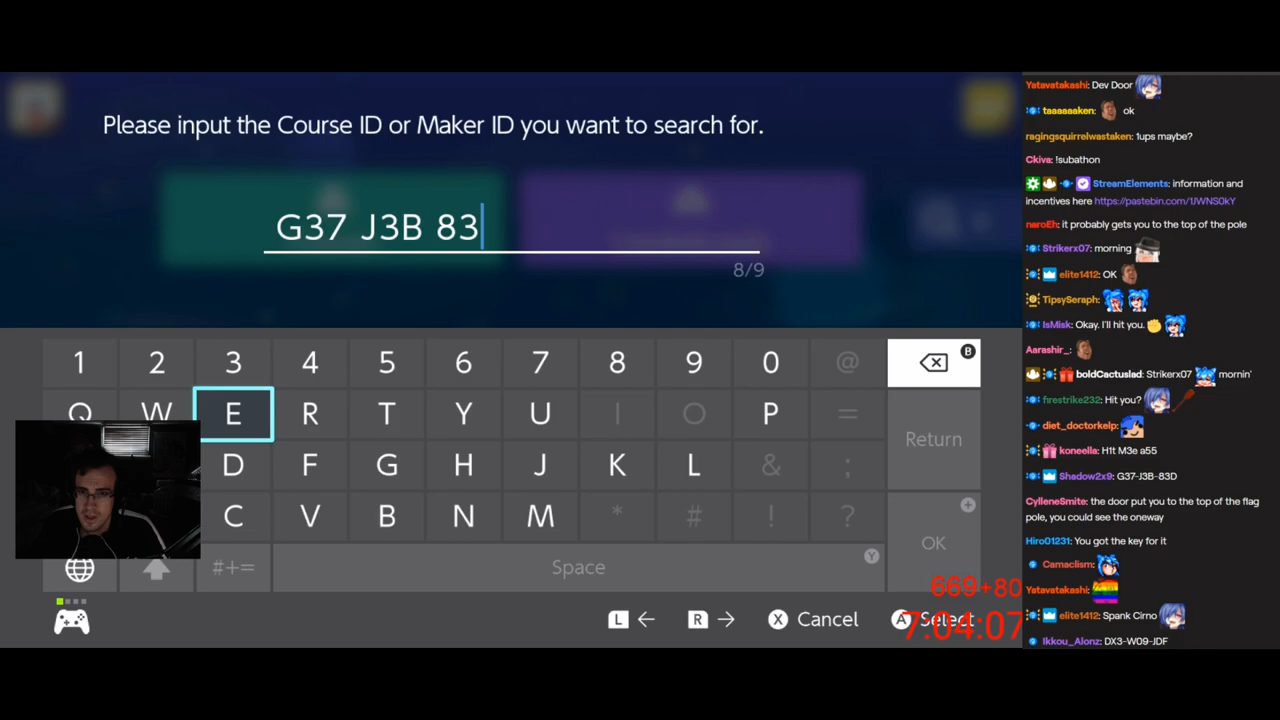 Please input the Course ID or Maker ID you want to search for.
G37 J3B 83
8/9
1 2 3 4 5 6 7 8 9 0 @
B
Q W E R T Y U I O P =
Return
D F G H J K L & ;
C V B N M * # ! ?
+
OK
#+= Space Y
L ← R → X Cancel A Select
669+80
7:04:07
Yatavatakashi: Dev Door
taaaaaaken: ok
ragingsquirrelwastaken: 1ups maybe?
Ckiva: !subathon
StreamElements: information and
incentives here https://pastebin.com/1JWNS0kY
naroEh: it probably gets you to the top of the pole
Strikerx07: morning
elite1412: OK
TipsySeraph:
IsMisk: Okay. I'll hit you.
Aarashir_:
boldCactuslad: Strikerx07 mornin'
firestrike232: Hit you?
diet_doctorkelp:
koneella: H1t M3e a55
Shadow2x9: G37-J3B-83D
CylleneSmite: the door put you to the top of the flag
pole, you could see the oneway
Hiro01231: You got the key for it
Camaclism:
Yatavatakashi:
elite1412: Spank Cirno
Ikkou_Alonz: DX3-W09-JDF